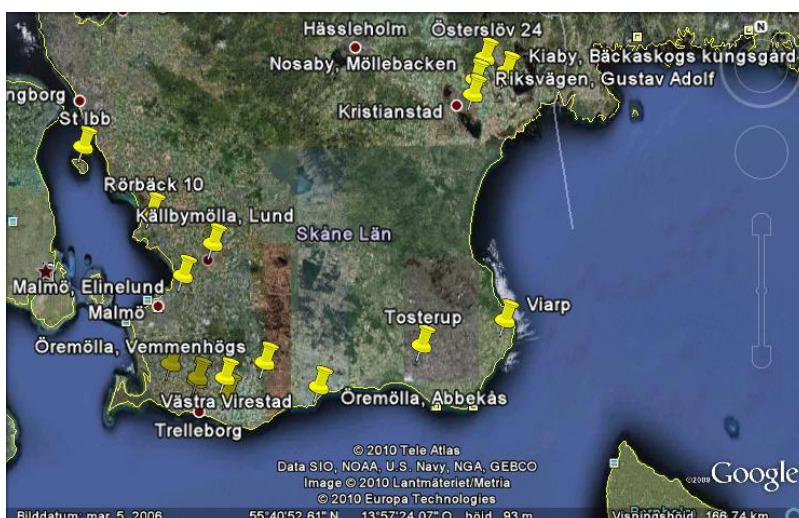 Hässleholm
Österslöv 24
N
Nosaby, Möllebacken
Kiaby, Bäckaskogs kungsgård
Riksvägen, Gustav Adolf
ngborg
Kristianstad
St Ibb
Rörbäck 10
Källbymölla, Lund
Skåne Län
Malmö, Elinelund
Malmö
Viarp
Tosterup
Öremölla, Vemmenhögs
Västra Virestad
Öremölla, Abbekås
Trelleborg
© 2010 Tele Atlas
Data SIO, NOAA, U.S. Navy, NGA, GEBCO
Image © 2010 Lantmäteriet/Metria
© 2010 Europa Technologies
©2009 Google
Bilddatum: mar. 5, 2006 55°40'52.61" N 13°57'24.07" O höjd 93 m Visningshöjd 166.74 km